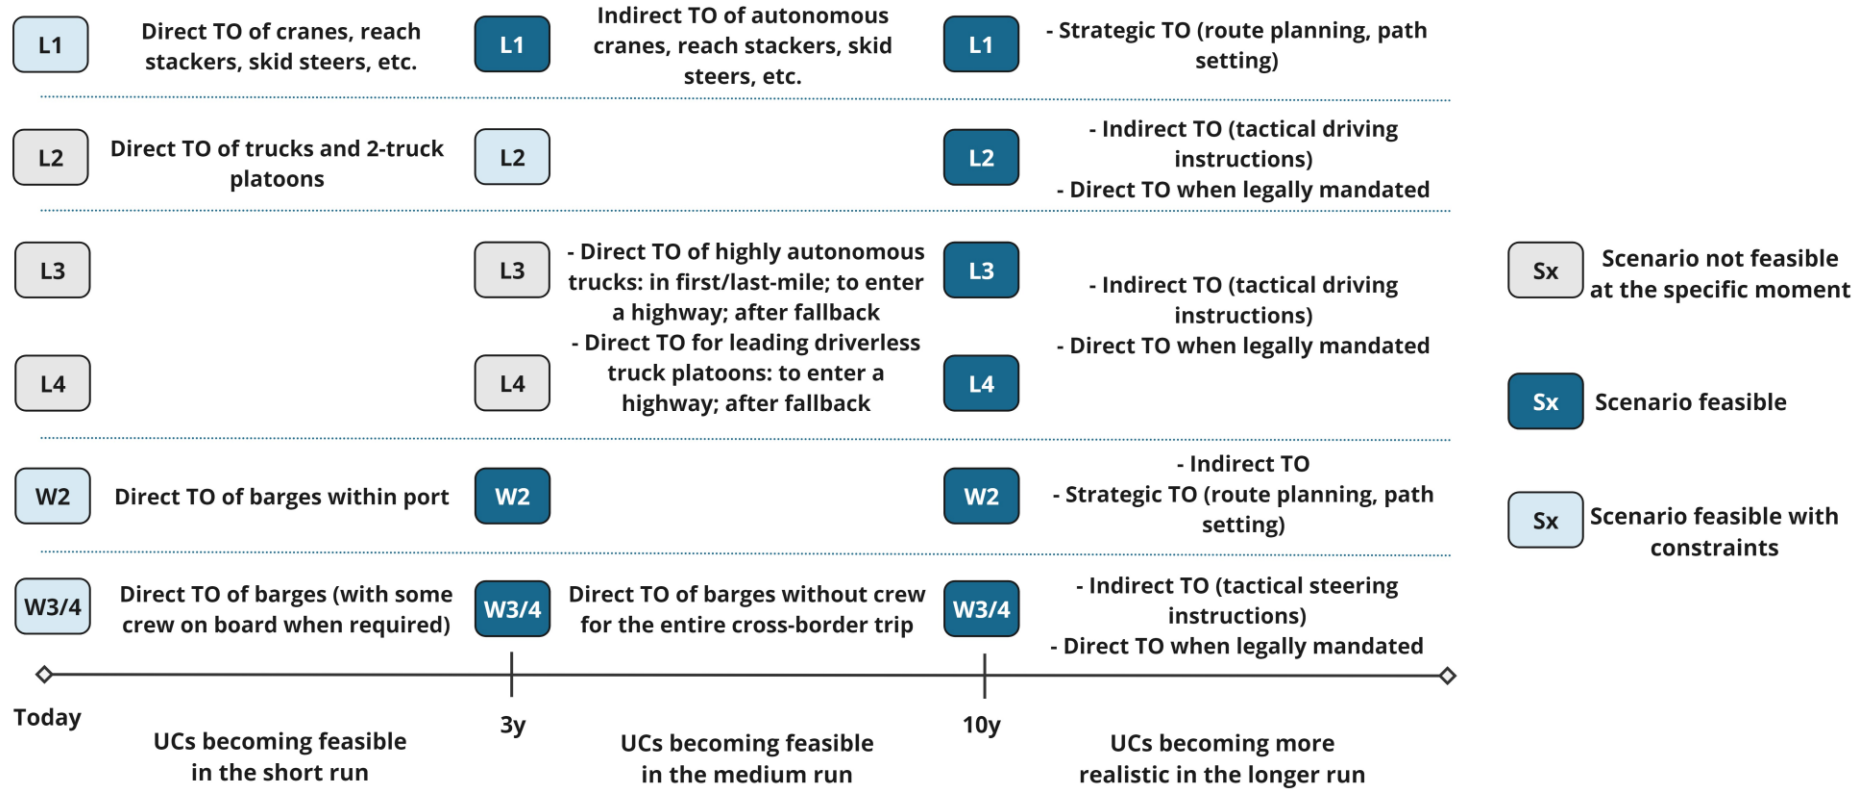 L1
Direct TO of cranes, reach
stackers, skid steers, etc.
L1
Indirect TO of autonomous
cranes, reach stackers, skid
steers, etc.
L1
- Strategic TO (route planning, path
setting)
L2
Direct TO of trucks and 2-truck
platoons
L2
L2
- Indirect TO (tactical driving
instructions)
- Direct TO when legally mandated
L3
L3
- Direct TO of highly autonomous
trucks: in first/last-mile; to enter
a highway; after fallback
- Direct TO for leading driverless
truck platoons: to enter a
highway; after fallback
L3
- Indirect TO (tactical driving
instructions)
- Direct TO when legally mandated
L4
L4
L4
W2
Direct TO of barges within port
W2
W2
- Indirect TO
- Strategic TO (route planning, path
setting)
W3/4
Direct TO of barges (with some
crew on board when required)
W3/4
Direct TO of barges without crew
for the entire cross-border trip
W3/4
- Indirect TO (tactical steering
instructions)
- Direct TO when legally mandated
Today
3y
10y
UCs becoming feasible
in the short run
UCs becoming feasible
in the medium run
UCs becoming more
realistic in the longer run
Sx
Scenario not feasible
at the specific moment
Sx
Scenario feasible
Sx
Scenario feasible with
constraints